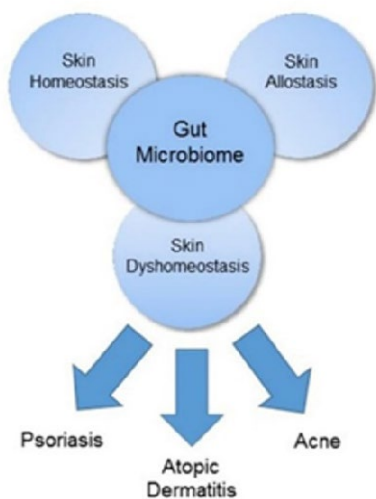 Skin
Homeostasis
Skin
Allostasis
Gut
Microbiome
Skin
Dyshomeostasis
Psoriasis
Atopic
Dermatitis
Acne